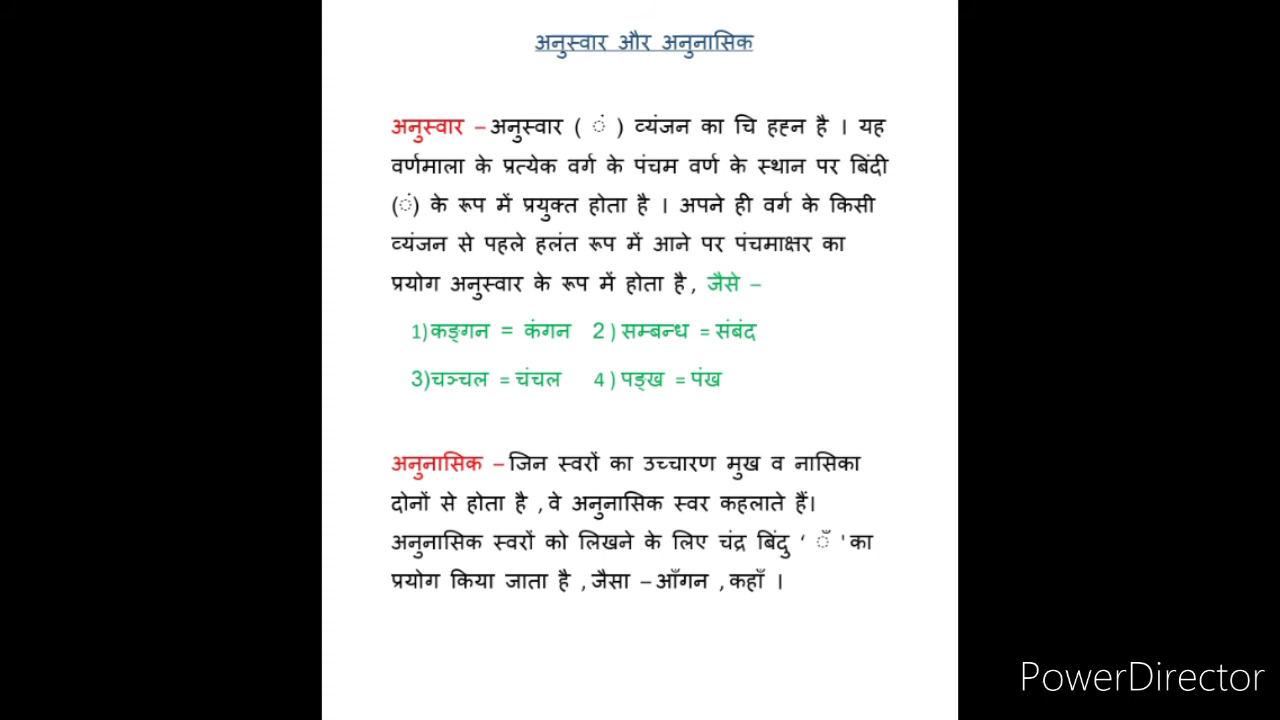 अनुस्वार और अनुनासिक
अनुस्वार – अनुस्वार ( ं ) व्यंजन का चि हह्न है । यह
वर्णमाला के प्रत्येक वर्ग के पंचम वर्ण के स्थान पर बिंदी
(ं) के रूप में प्रयुक्त होता है । अपने ही वर्ग के किसी
व्यंजन से पहले हलंत रूप में आने पर पंचमाक्षर का
प्रयोग अनुस्वार के रूप में होता है, जैसे –
1)कङ्गन = कंगन 2 ) सम्बन्ध = संबंद
3)चञ्चल = चंचल 4 ) पङ्ख = पंख
अनुनासिक – जिन स्वरों का उच्चारण मुख व नासिका
दोनों से होता है ,वे अनुनासिक स्वर कहलाते हैं।
अनुनासिक स्वरों को लिखने के लिए चंद्र बिंदु ‘ ँ 'का
प्रयोग किया जाता है ,जैसा – आँगन ,कहाँ ।
PowerDirector